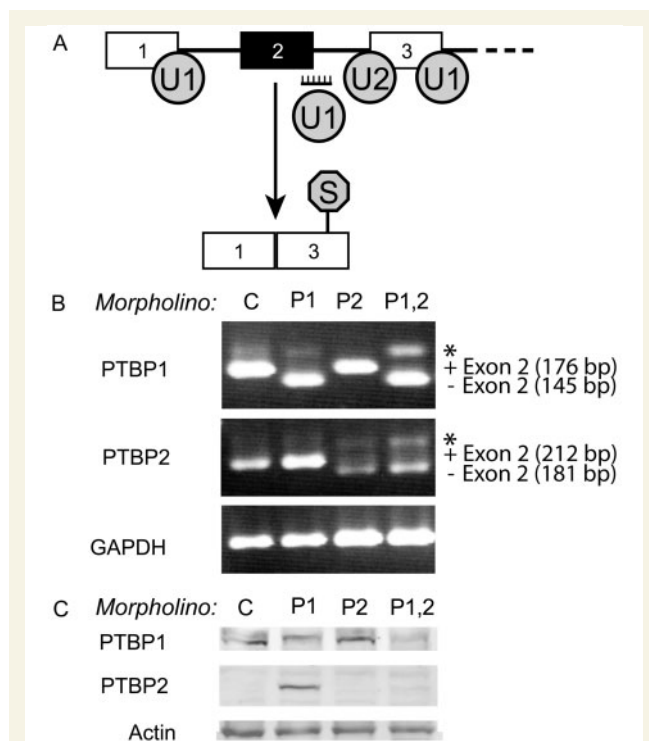 A
1 2 3
U1 U1 U2 U1
S
1 3
B Morpholino: C P1 P2 P1,2
PTBP1
*
+ Exon 2 (176 bp)
- Exon 2 (145 bp)
PTBP2
*
+ Exon 2 (212 bp)
- Exon 2 (181 bp)
GAPDH
C Morpholino: C P1 P2 P1,2
PTBP1
PTBP2
Actin